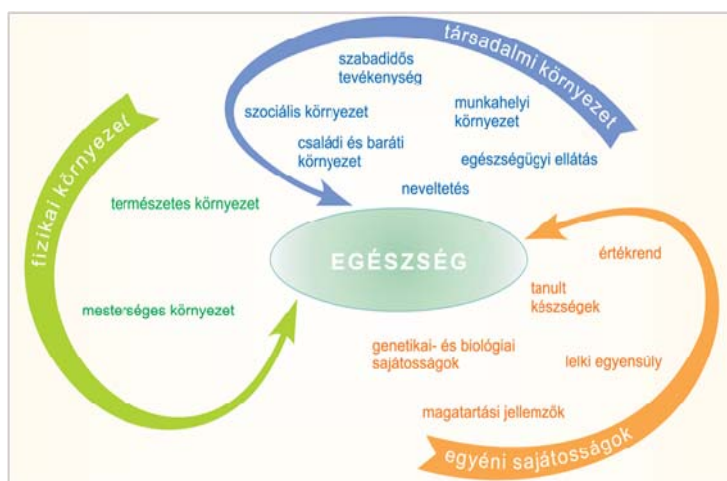 társadalmi környezet
szabadidős
tevékenység
szociális környezet
munkahelyi
környezet
családi és baráti
környezet
egészségügyi ellátás
neveltetés
fizikai környezet
természetes környezet
mesterséges környezet
EGÉSZSÉG
értékrend
tanult
készségek
genetikai- és biológiai
sajátosságok
lelki egyensúly
magatartási jellemzők
egyéni sajátosságok